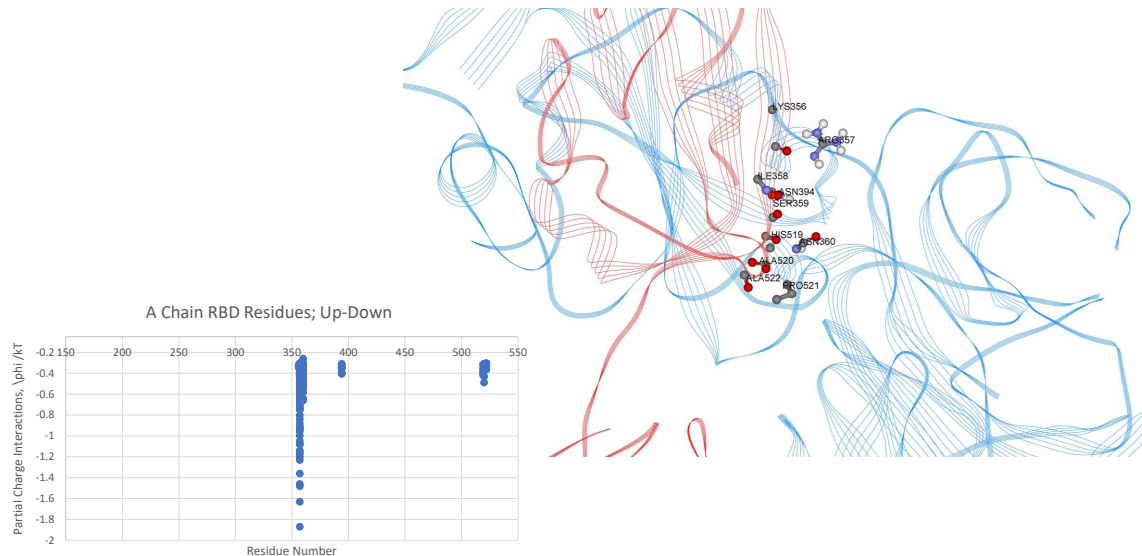 LYS356
ARG357
ILE358
ASN394
SER359
HIS519
ASN360
ALA520
ALA522
PRO521
A Chain RBD Residues; Up-Down
Partial Charge Interactions, \phi /kT
-0.2
150 200 250 300 350 400 450 500 550
-0.4
-0.6
-0.8
-1
-1.2
-1.4
-1.6
-1.8
-2
Residue Number